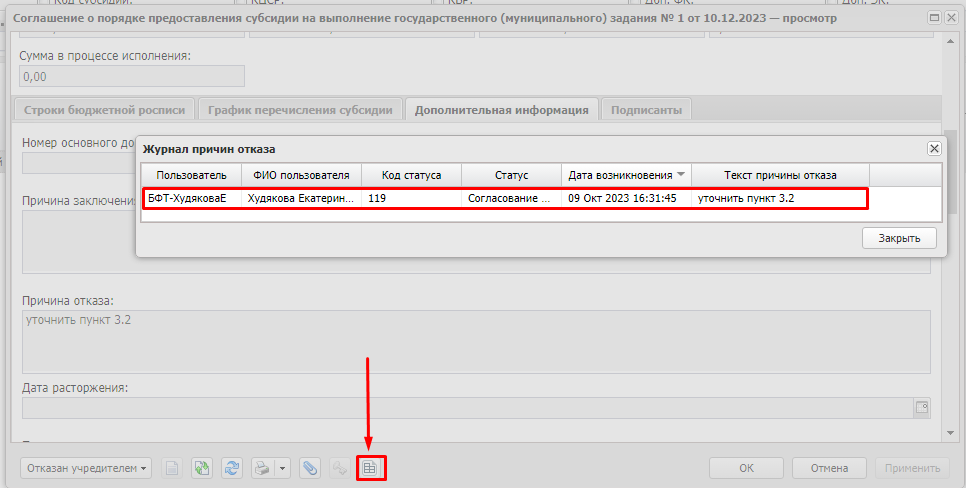 Соглашение о порядке предоставления субсидии на выполнение государственного (муниципального) задания № 1 от 10.12.2023 — просмотр
Сумма в процессе исполнения:
0,00
Строки бюджетной росписи
График перечисления субсидии
Дополнительная информация
Подписанты
Номер основного до
Журнал причин отказа
Пользователь ФИО пользователя Код статуса Статус Дата возникновения Текст причины отказа
БФТ-ХудяковаЕ Худякова Екатерин... 119 Согласование ... 09 Окт 2023 16:31:45 уточнить пункт 3.2
Закрыть
Причина заключения
Причина отказа:
уточнить пункт 3.2
Дата расторжения:
Отказан учредителем
ОК
Отмена
Применить